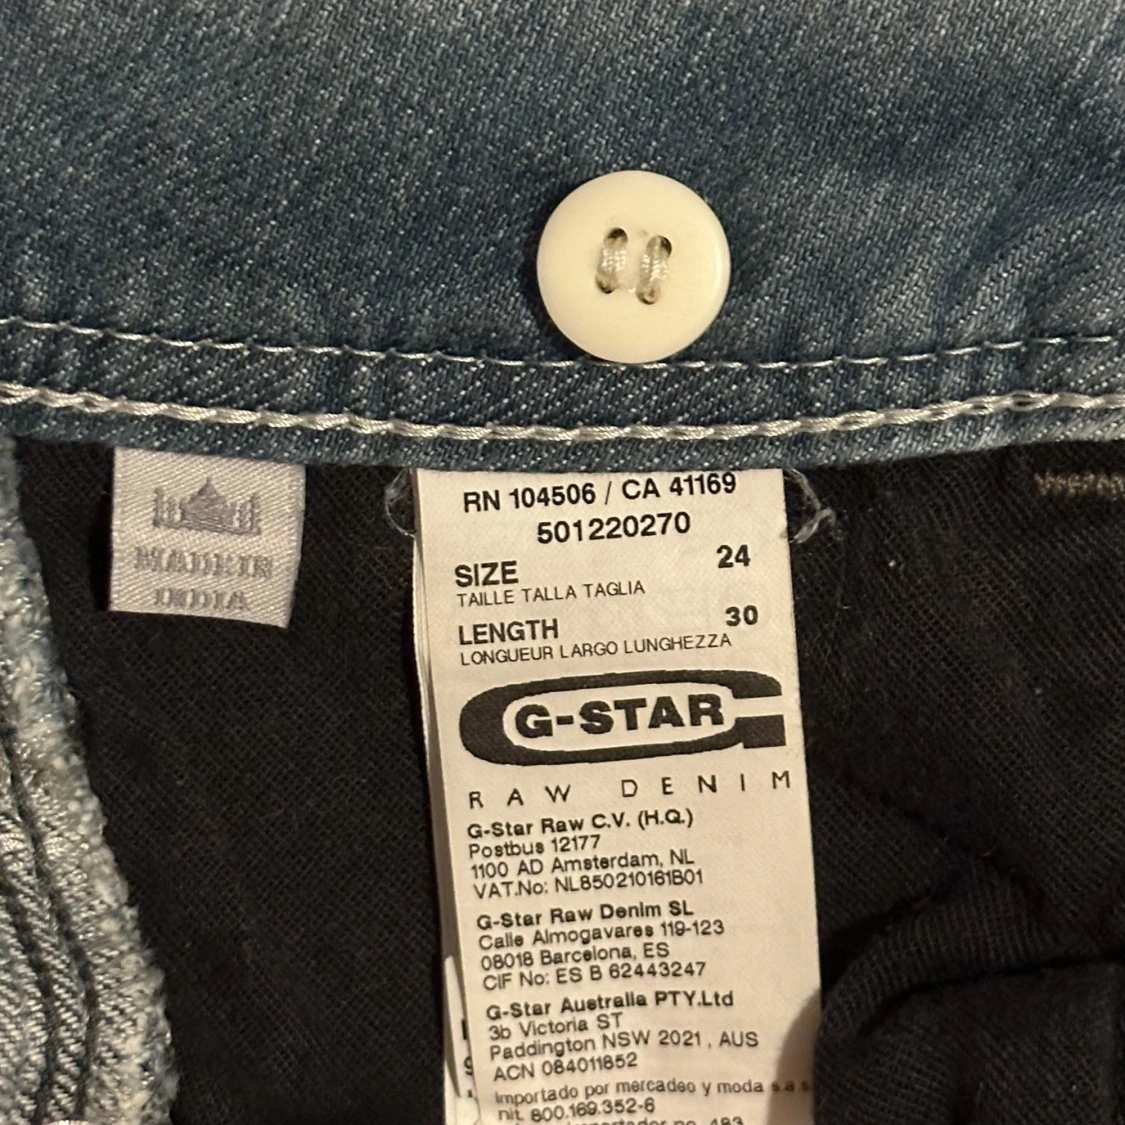 MADE IN
INDIA
RN 104506 / CA 41169
501220270
SIZE 24
TAILLE TALLA TAGLIA
LENGTH 30
LONGUEUR LARGO LUNGHEZZA
G-STAR
RAW DENIM
G-Star Raw C.V. (H.Q.)
Postbus 12177
1100 AD Amsterdam, NL
VAT.No: NL850210161B01
G-Star Raw Denim SL
Calle Almogavares 119-123
08018 Barcelona, ES
CIF No: ES B 62443247
G-Star Australia PTY.Ltd
3b Victoria ST
Paddington NSW 2021 , AUS
ACN 084011852
Importado por mercadeo y moda s.a.s
nit. 800.169.352-6
483